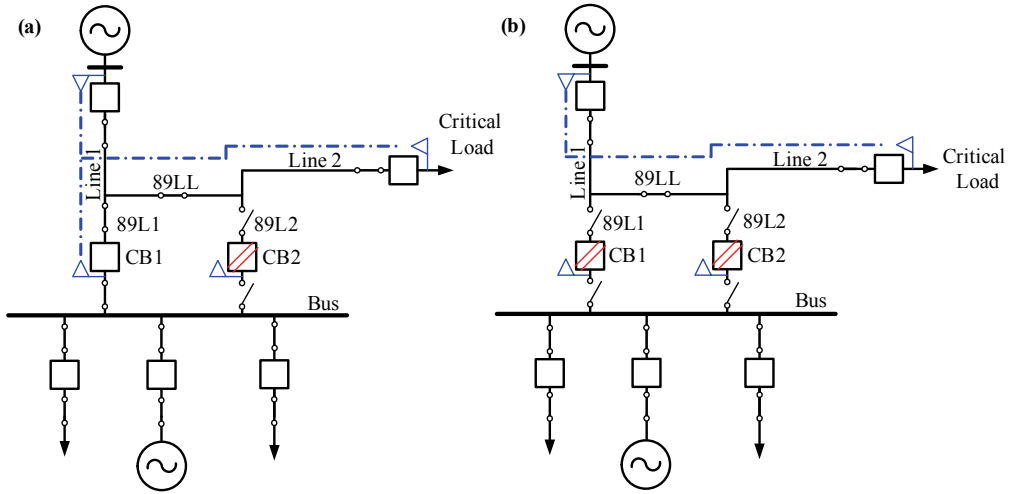 (a)
Critical
Load
Line 1
Line 2
89LL
89L1
89L2
CB1
CB2
Bus
(b)
Critical
Load
Line 1
Line 2
89LL
89L1
89L2
CB1
CB2
Bus